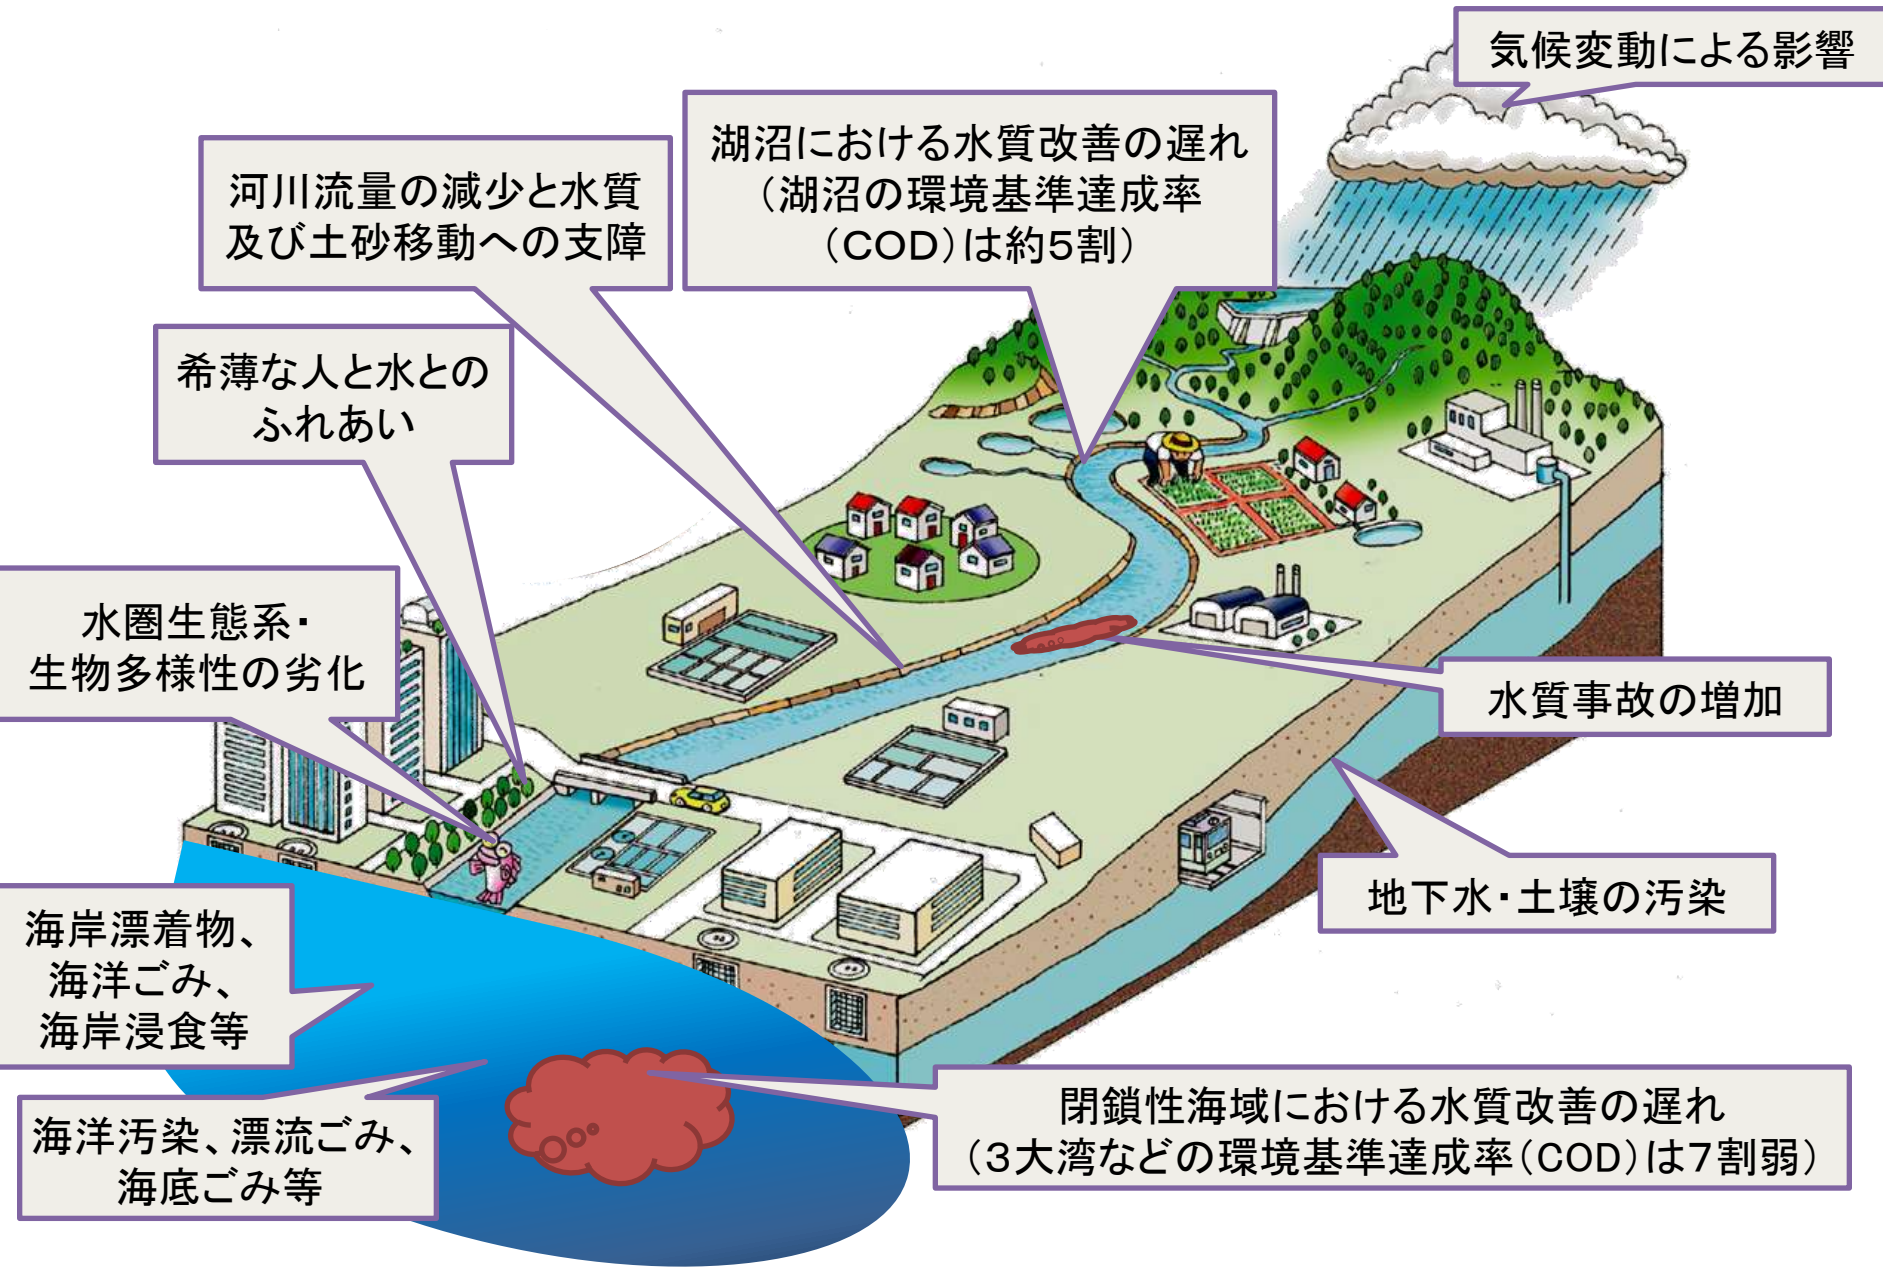 気候変動による影響
湖沼における水質改善の遅れ
（湖沼の環境基準達成率
（COD）は約5割）
河川流量の減少と水質
及び土砂移動への支障
希薄な人と水との
ふれあい
水圏生態系・
生物多様性の劣化
水質事故の増加
地下水・土壌の汚染
海岸漂着物、
海洋ごみ、
海岸浸食等
海洋汚染、漂流ごみ、
海底ごみ等
閉鎖性海域における水質改善の遅れ
（3大湾などの環境基準達成率（COD）は7割弱）